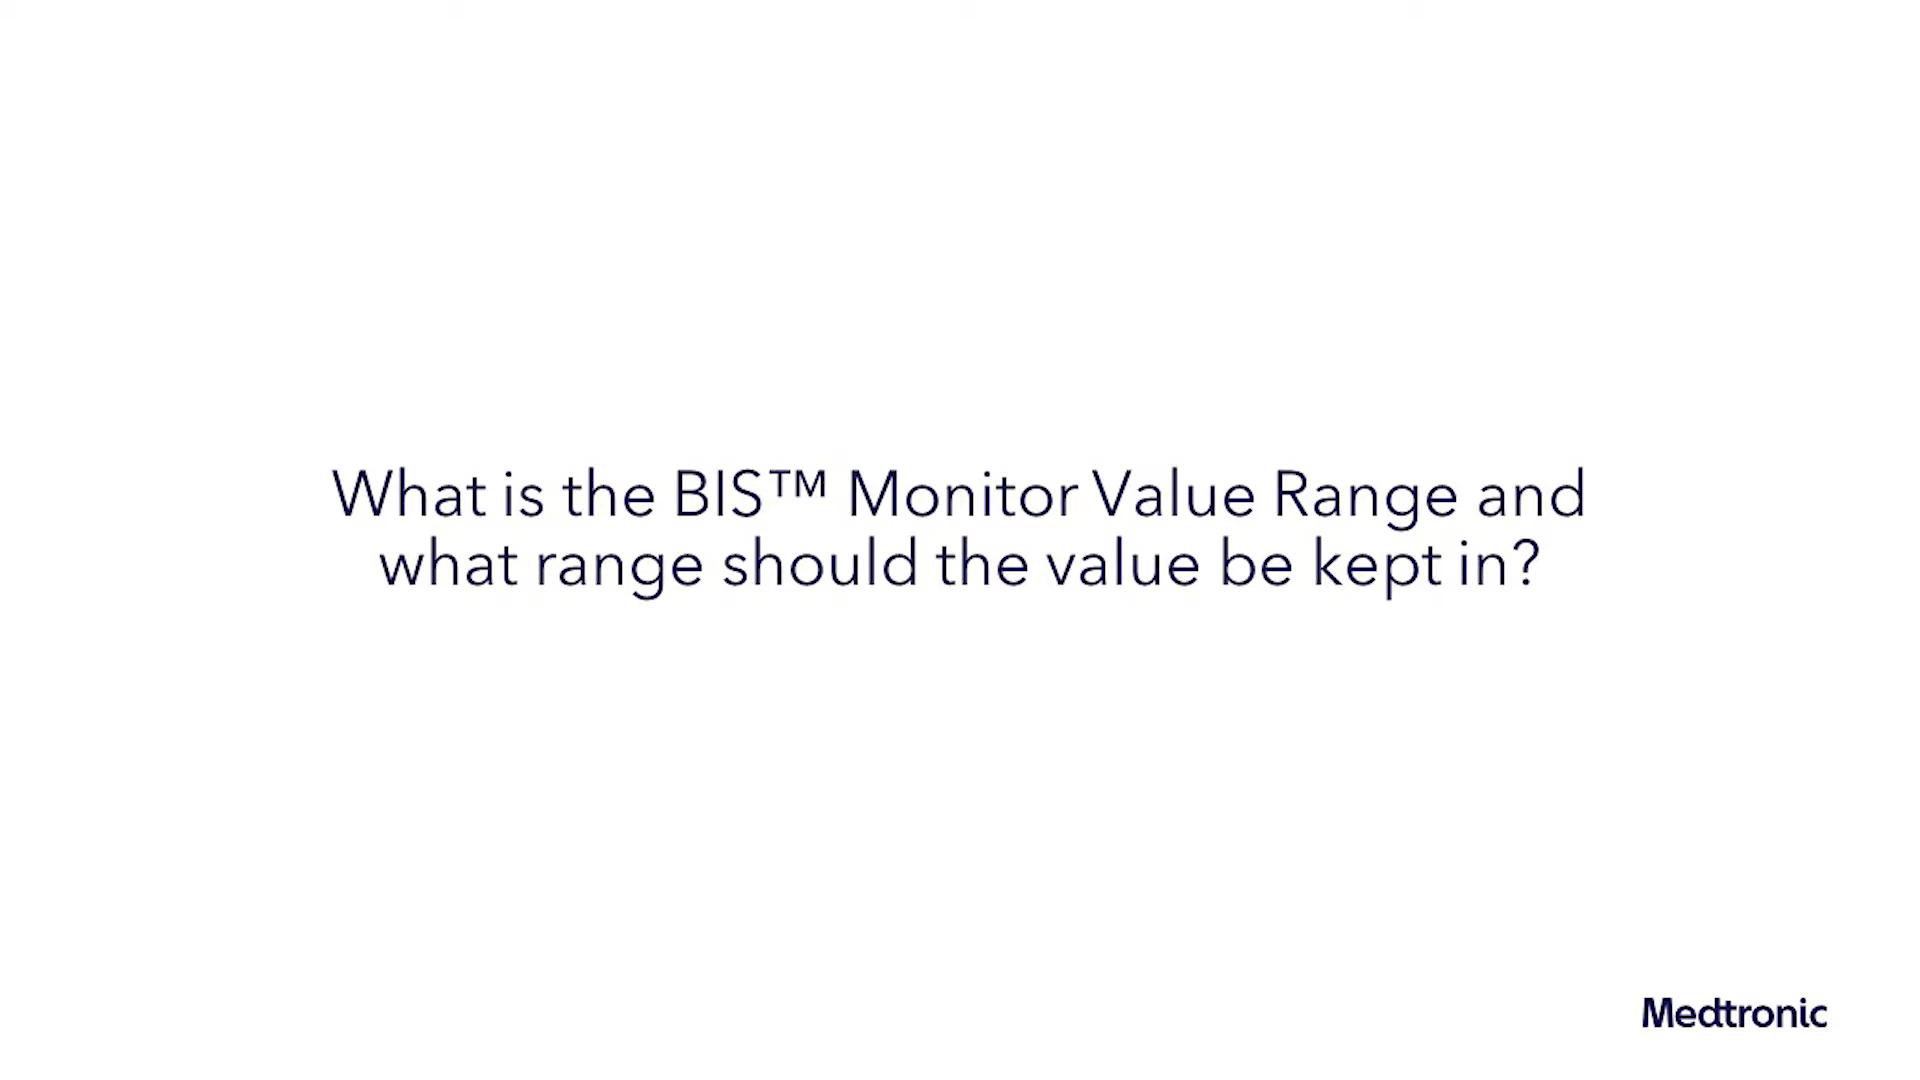 What is the BIS™ Monitor Value Range and
what range should the value be kept in?
Medtronic